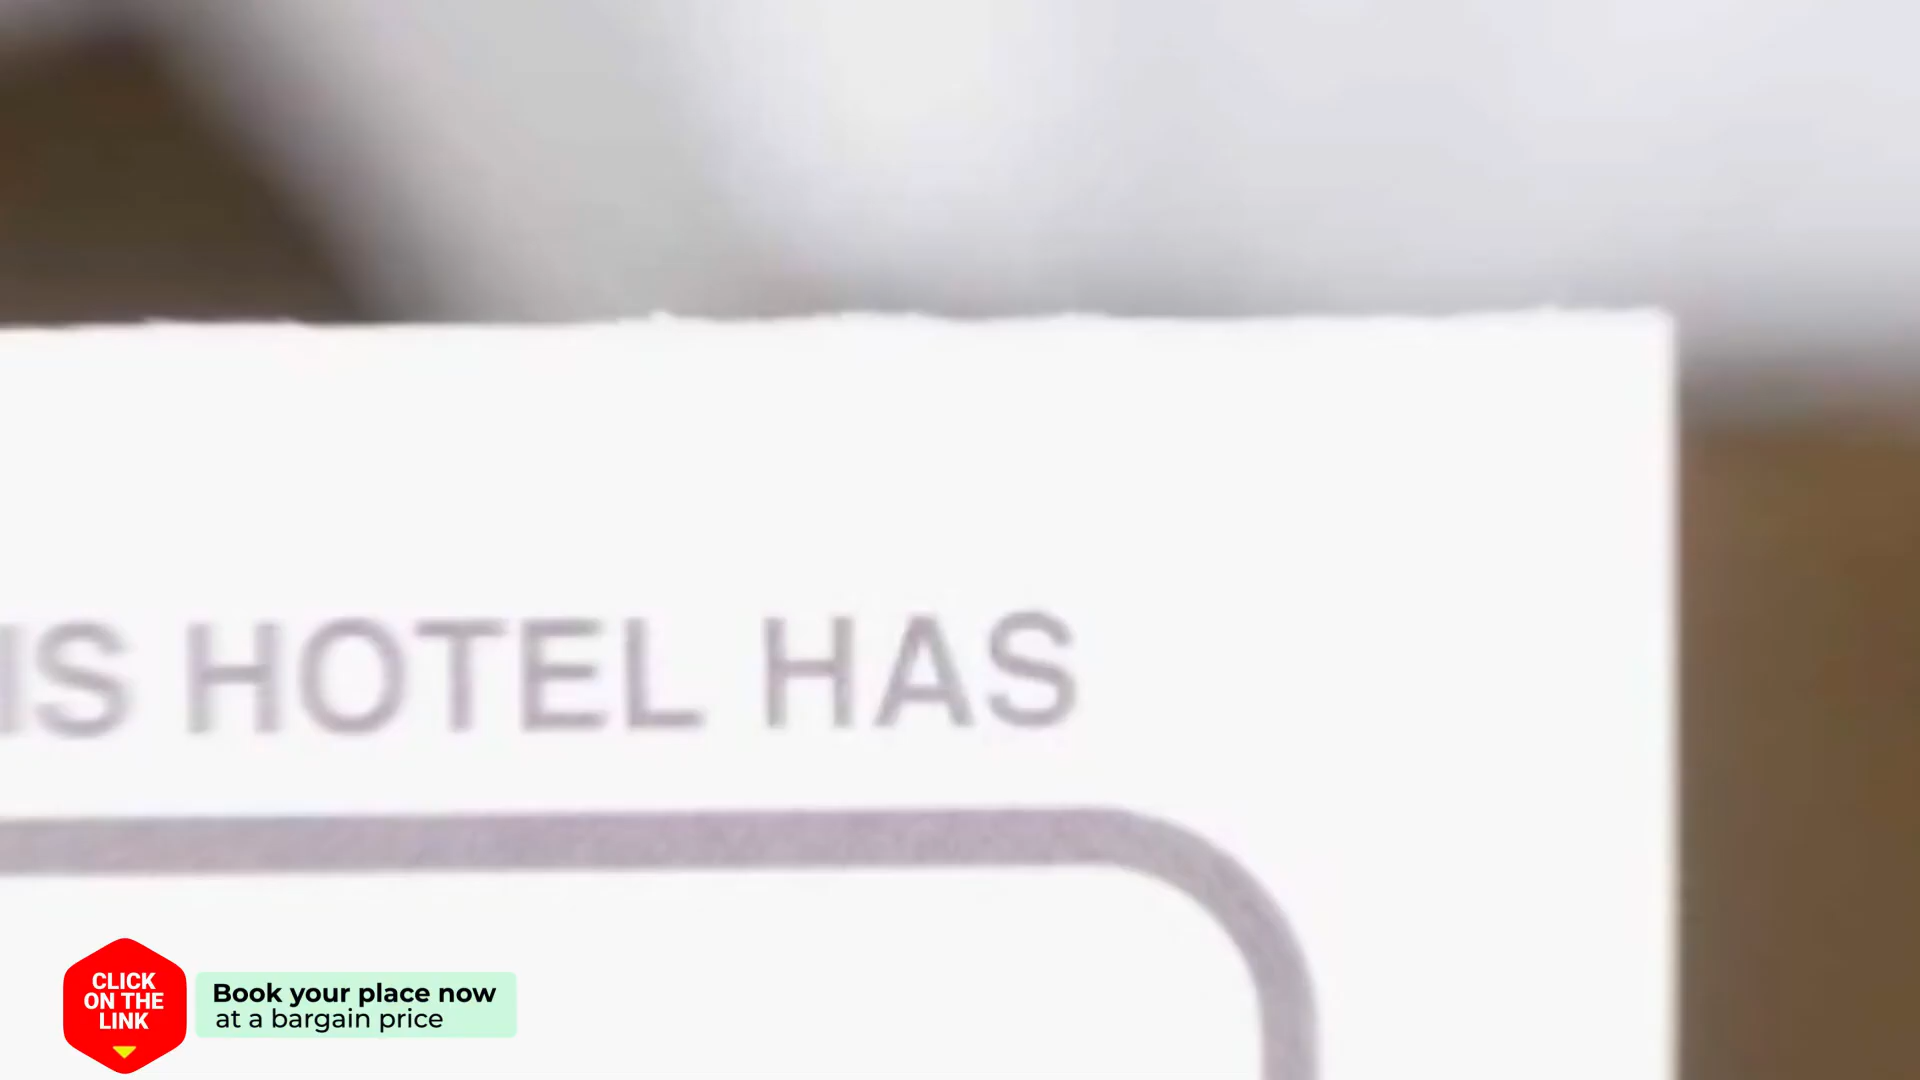 IS HOTEL HAS
CLICK
ON THE
LINK
Book your place now
at a bargain price